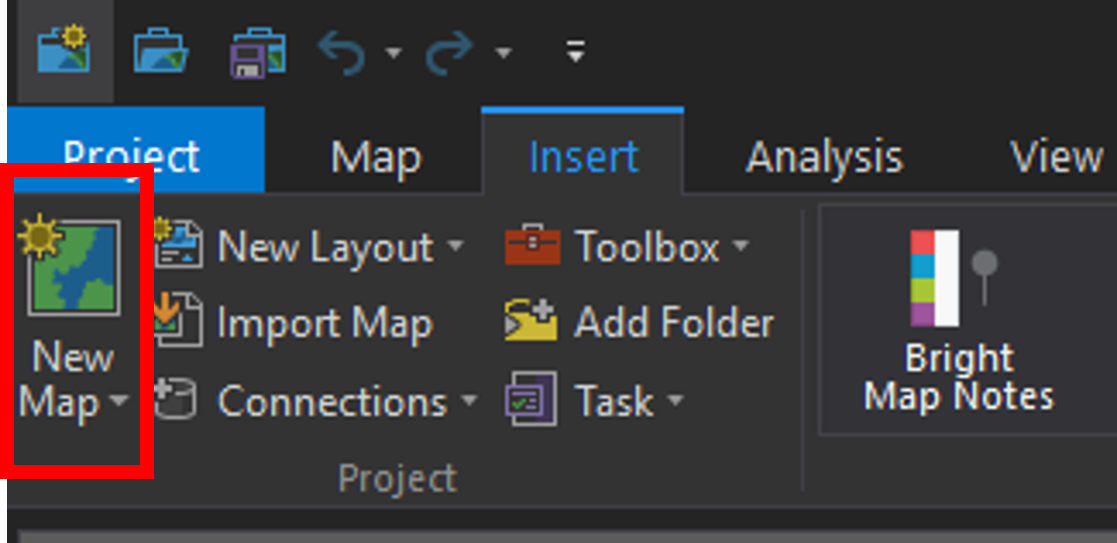 Project Map Insert Analysis View
New Layout Toolbox
Import Map Add Folder
New
Map
Connections Task
Bright
Map Notes
Project